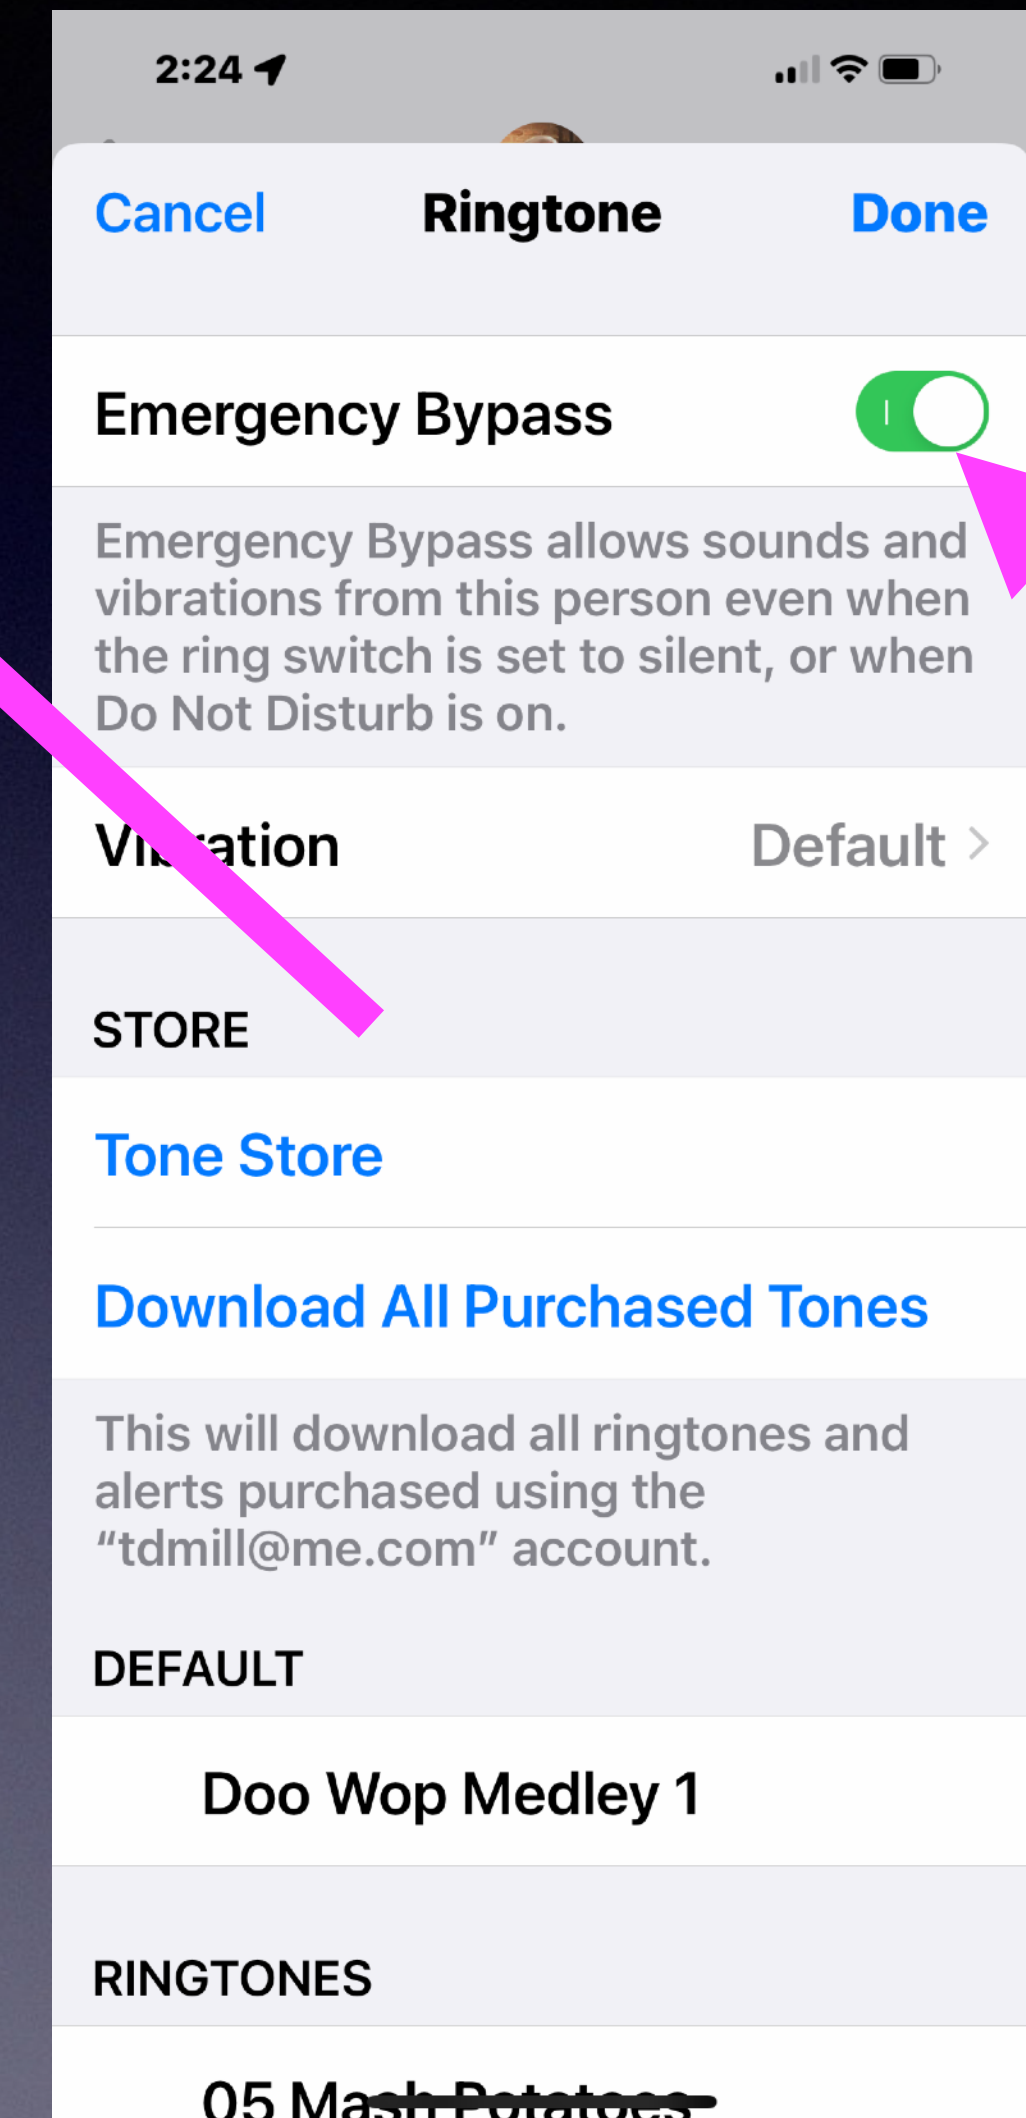 2:24
Cancel Ringtone Done
Emergency Bypass
Emergency Bypass allows sounds and
vibrations from this person even when
the ring switch is set to silent, or when
Do Not Disturb is on.
Vibration Default
STORE
Tone Store
Download All Purchased Tones
This will download all ringtones and
alerts purchased using the
“tdmill@me.com” account.
DEFAULT
Doo Wop Medley 1
RINGTONES
05 Mash Potatoes